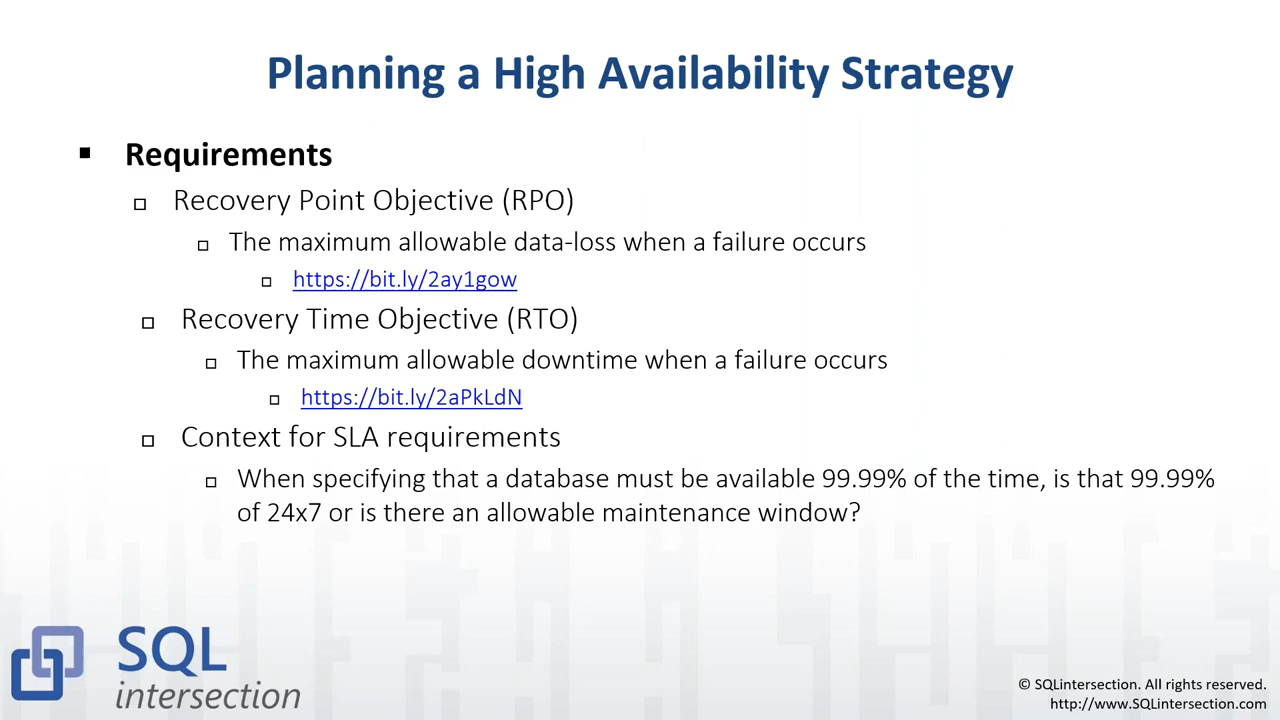 Planning a High Availability Strategy
Requirements
Recovery Point Objective (RPO)
The maximum allowable data-loss when a failure occurs
https://bit.ly/2ay1gow
Recovery Time Objective (RTO)
The maximum allowable downtime when a failure occurs
https://bit.ly/2aPkLdN
Context for SLA requirements
When specifying that a database must be available 99.99% of the time, is that 99.99%
of 24x7 or is there an allowable maintenance window?
SQL
intersection
© SQLintersection. All rights reserved.
http://www.SQLintersection.com